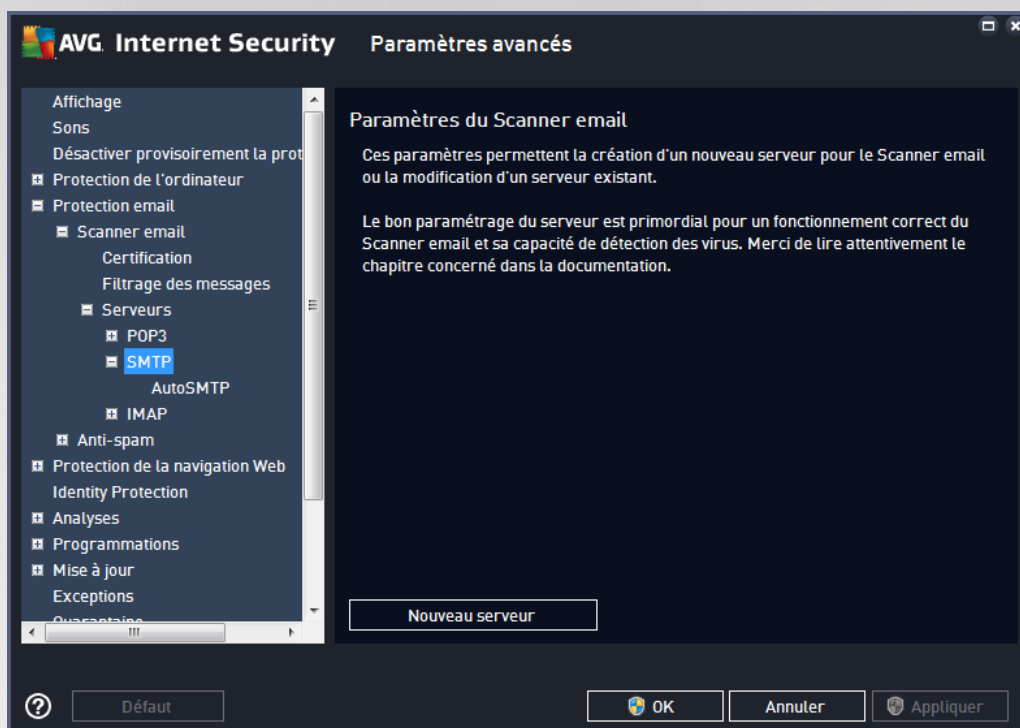 AVG. Internet Security Paramètres avancés
Affichage
Sons
Désactiver provisoirement la prot
Protection de l'ordinateur
Protection email
Scanner email
Certification
Filtrage des messages
Serveurs
POP3
SMTP
AutoSMTP
IMAP
Anti-spam
Protection de la navigation Web
Identity Protection
Analyses
Programmations
Mise à jour
Exceptions
Quarantaine
Paramètres du Scanner email
Ces paramètres permettent la création d'un nouveau serveur pour le Scanner email
ou la modification d'un serveur existant.
Le bon paramétrage du serveur est primordial pour un fonctionnement correct du
Scanner email et sa capacité de détection des virus. Merci de lire attentivement le
chapitre concerné dans la documentation.
Nouveau serveur
Défaut
OK
Annuler
Appliquer